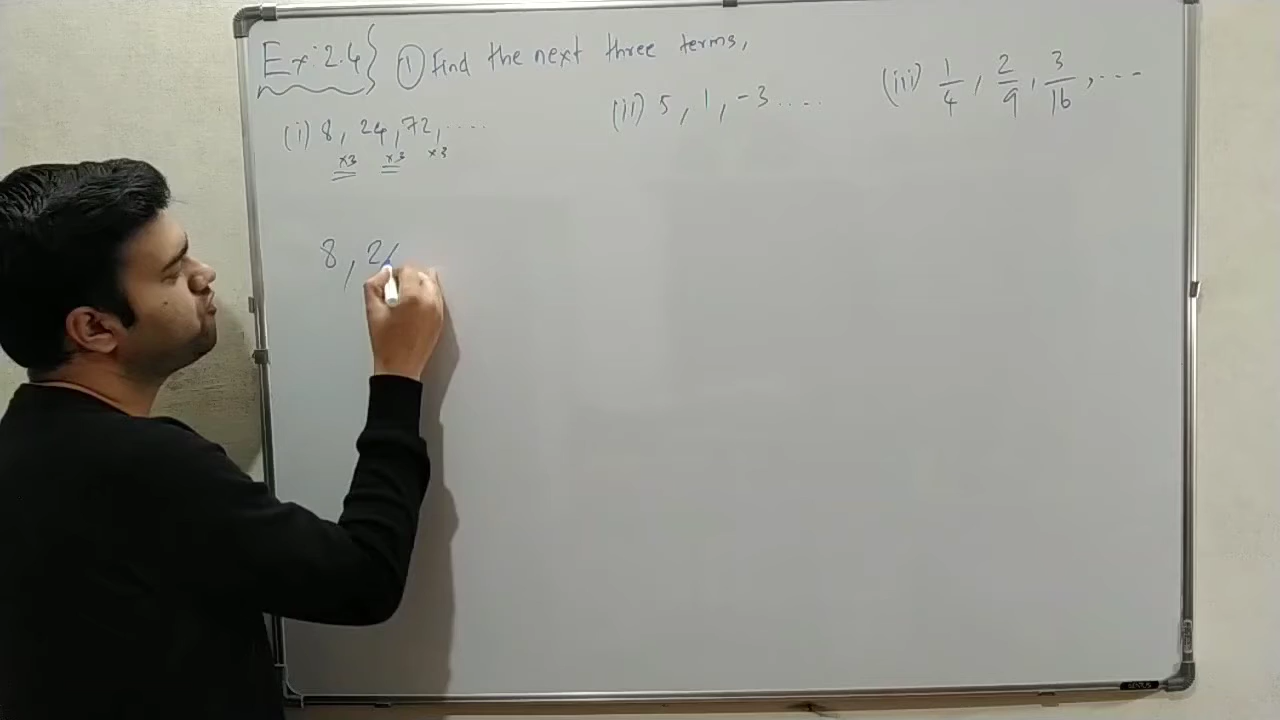 Ex: 2.4} ① Find the next three terms,
(i) 8, 24, 72, ....
×3 ×3 ×3
(ii) 5, 1, -3 ....
(iii) 1/4, 2/9, 3/16, ...
8, 2